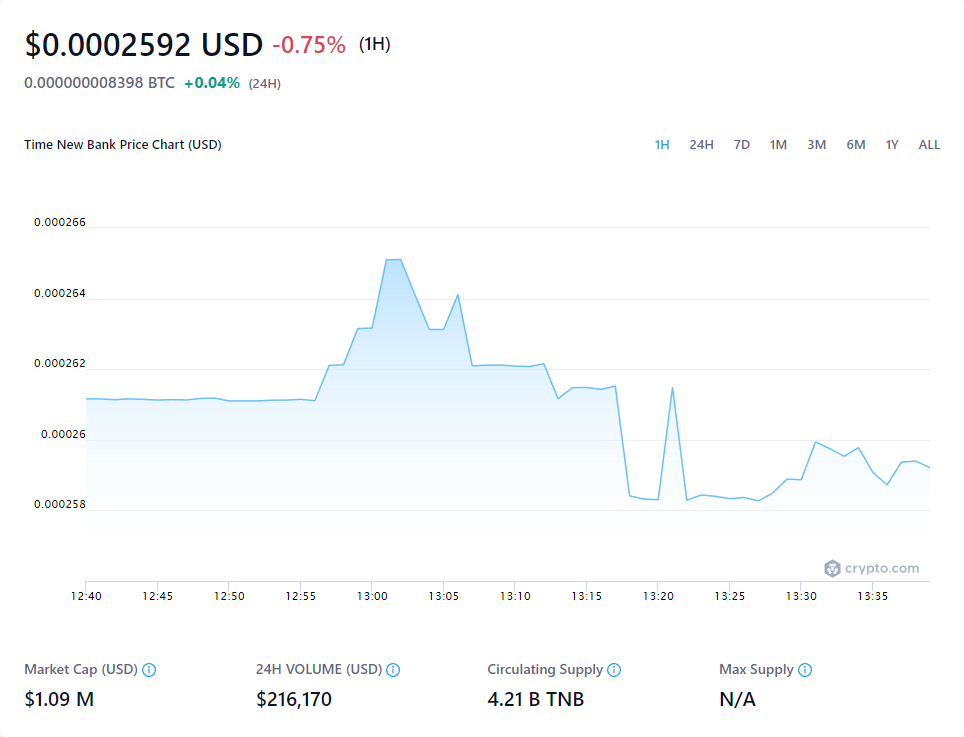 $0.0002592 USD -0.75% (1H)
0.000000008398 BTC +0.04% (24H)
Time New Bank Price Chart (USD) 1H 24H 7D 1M 3M 6M 1Y ALL
0.000266
0.000264
0.000262
0.00026
0.000258
crypto.com
12:40 12:45 12:50 12:55 13:00 13:05 13:10 13:15 13:20 13:25 13:30 13:35
Market Cap (USD) 24H VOLUME (USD) Circulating Supply Max Supply
$1.09 M $216,170 4.21 B TNB N/A